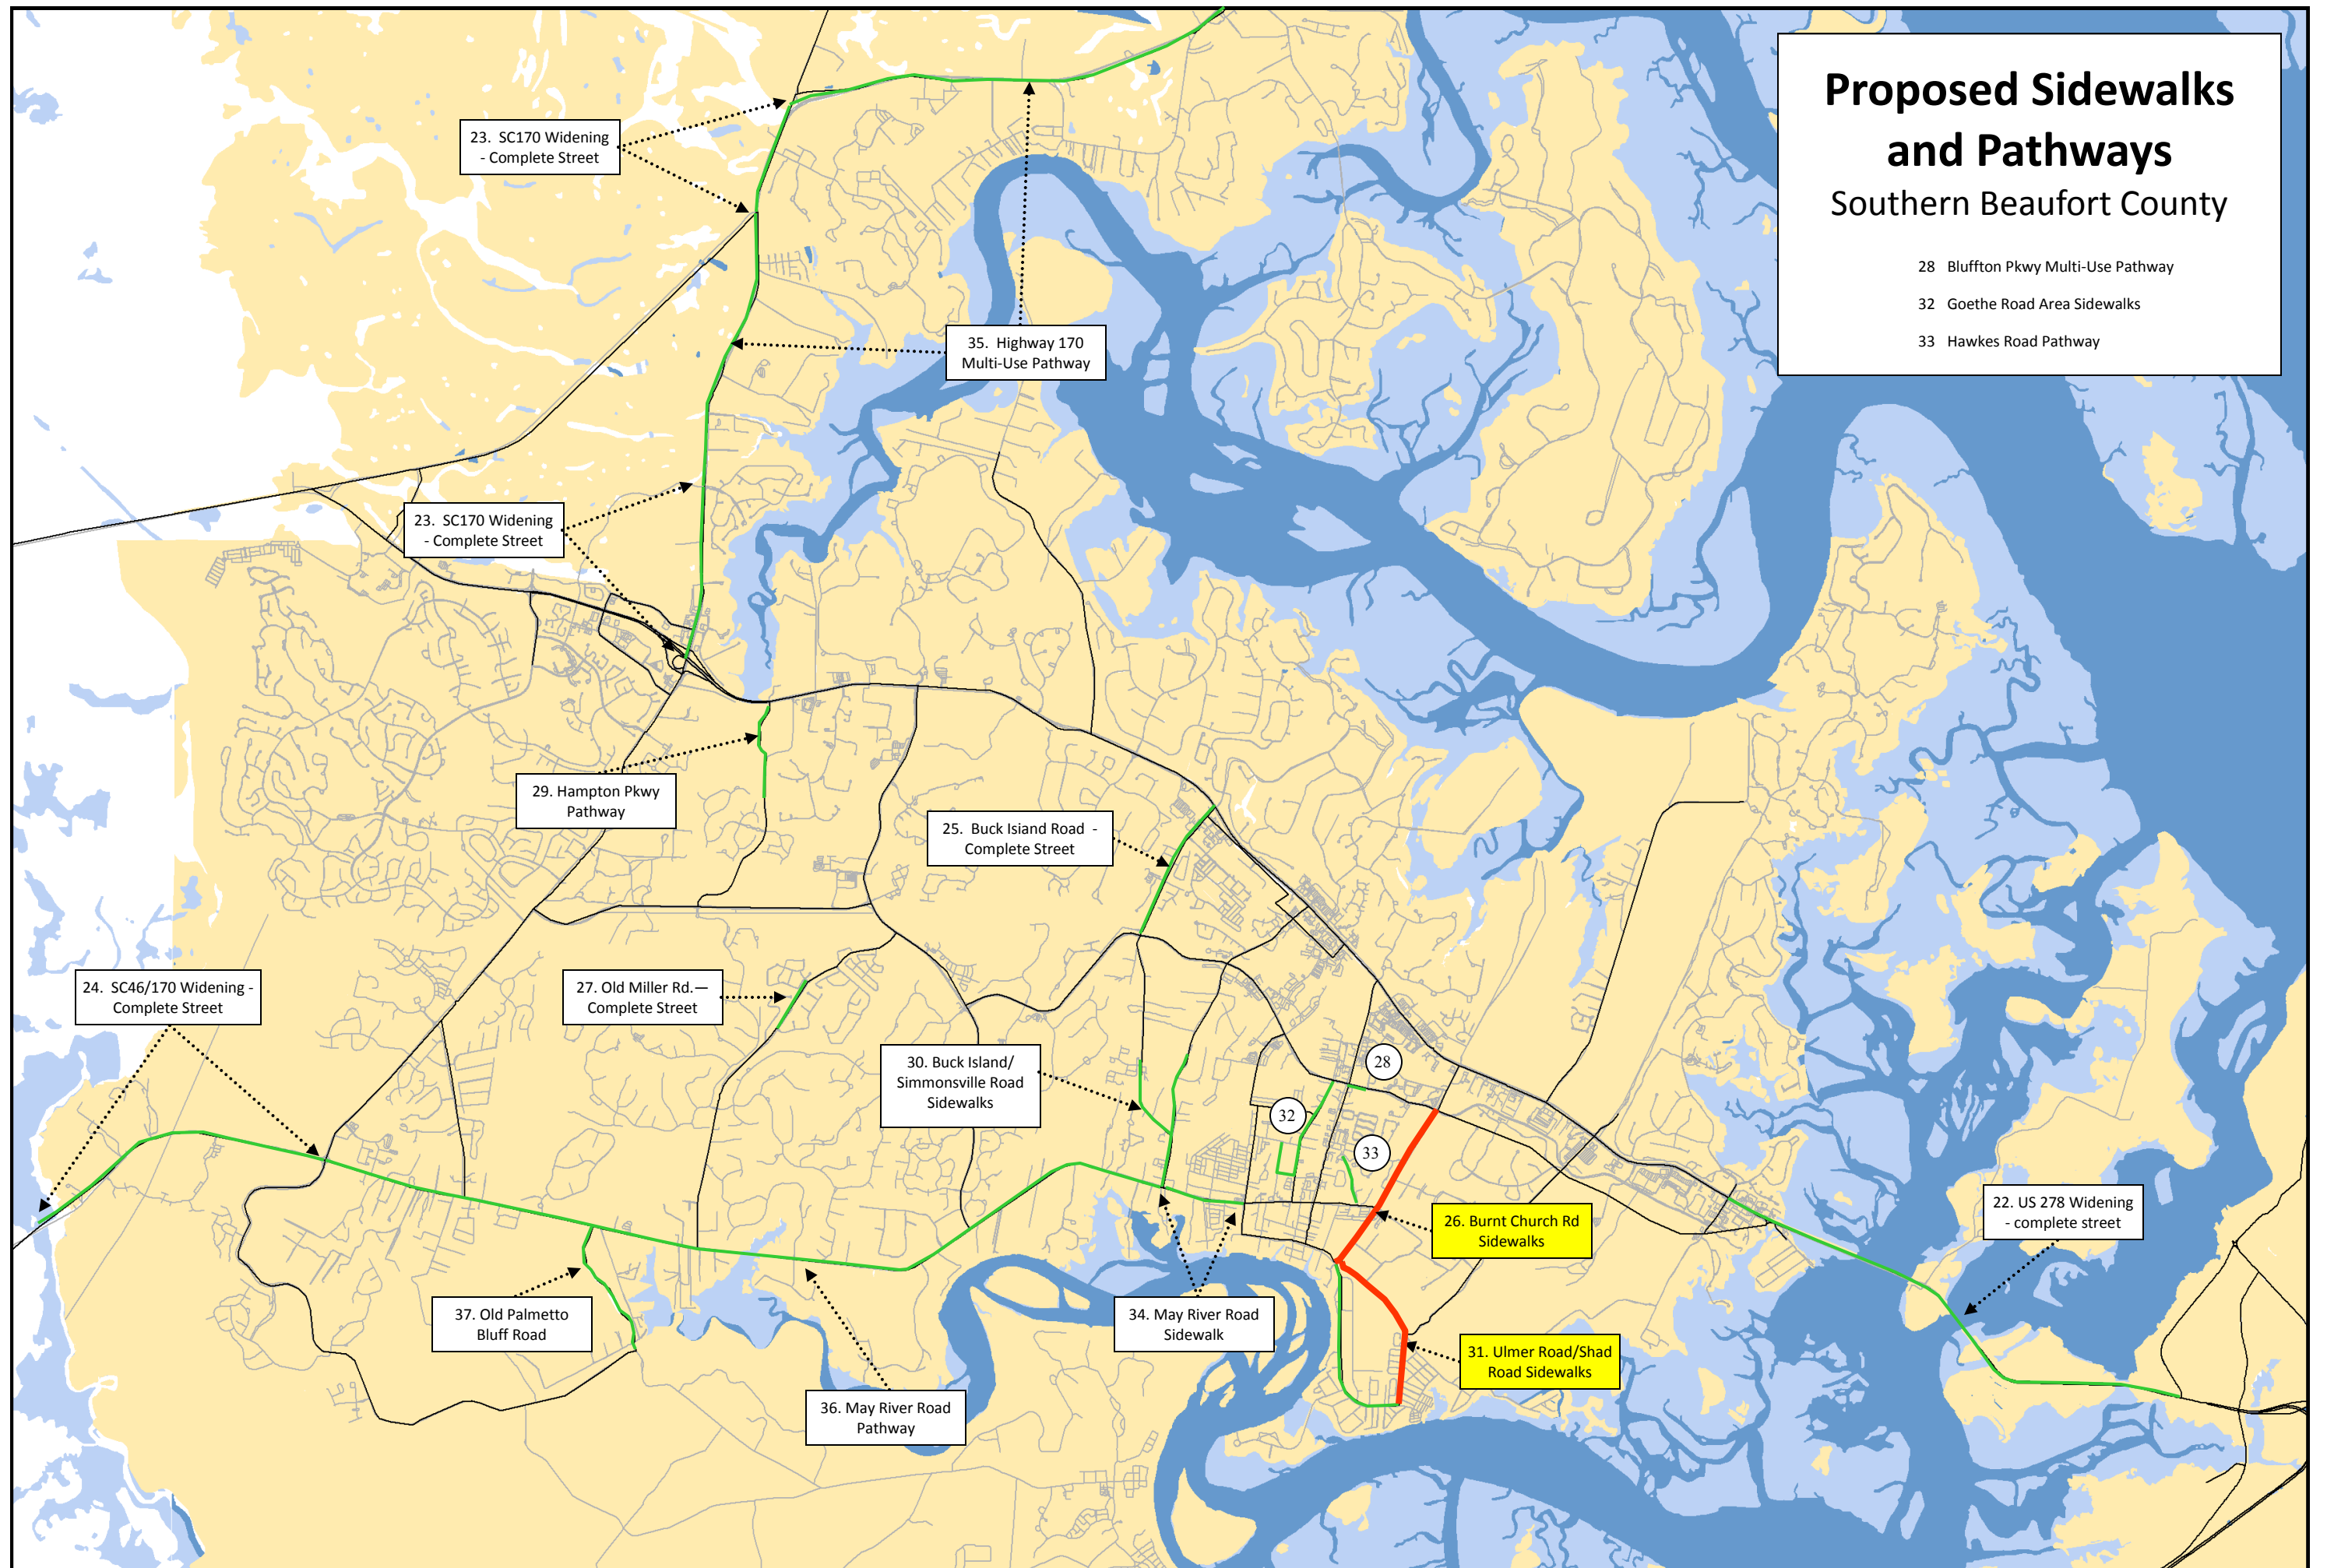 Proposed Sidewalks
and Pathways
Southern Beaufort County
28 Bluffton Pkwy Multi-Use Pathway
32 Goethe Road Area Sidewalks
33 Hawkes Road Pathway
23. SC170 Widening
- Complete Street
35. Highway 170
Multi-Use Pathway
23. SC170 Widening
- Complete Street
29. Hampton Pkwy
Pathway
25. Buck Island Road -
Complete Street
24. SC46/170 Widening -
Complete Street
27. Old Miller Rd.—
Complete Street
30. Buck Island/
Simmonsville Road
Sidewalks
28
32
33
26. Burnt Church Rd
Sidewalks
22. US 278 Widening
- complete street
37. Old Palmetto
Bluff Road
34. May River Road
Sidewalk
31. Ulmer Road/Shad
Road Sidewalks
36. May River Road
Pathway